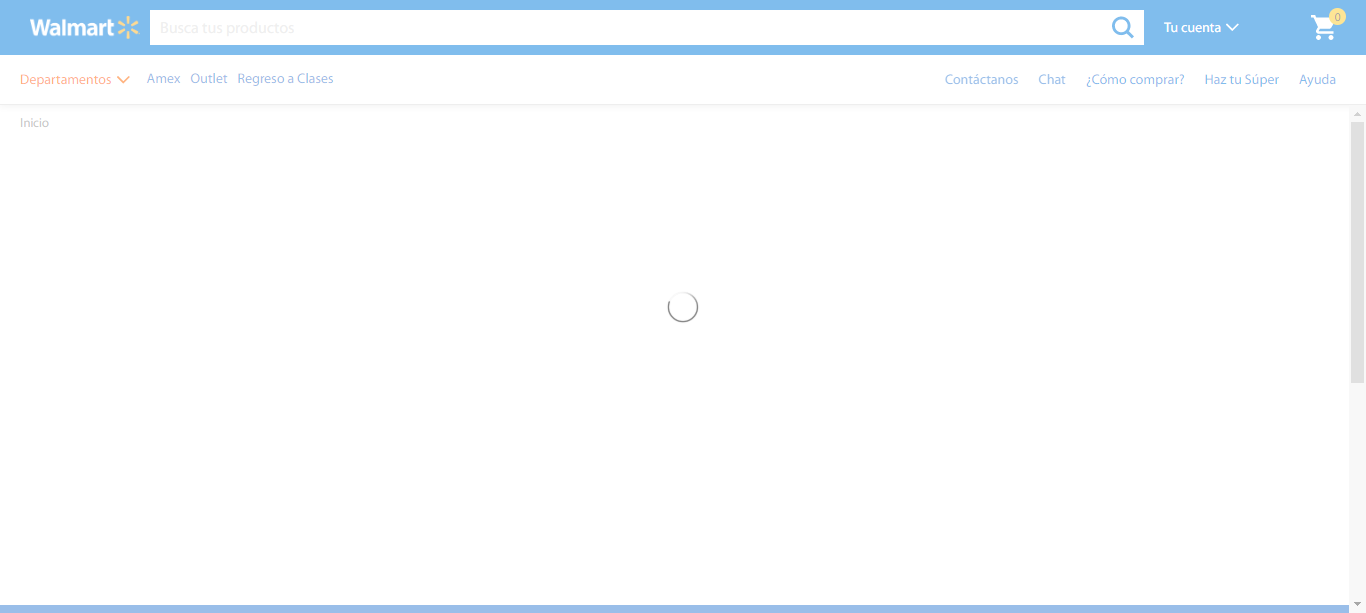 Walmart Busca tus productos Tu cuenta 0
Departamentos Amex Outlet Regreso a Clases Contáctanos Chat ¿Cómo comprar? Haz tu Súper Ayuda
Inicio